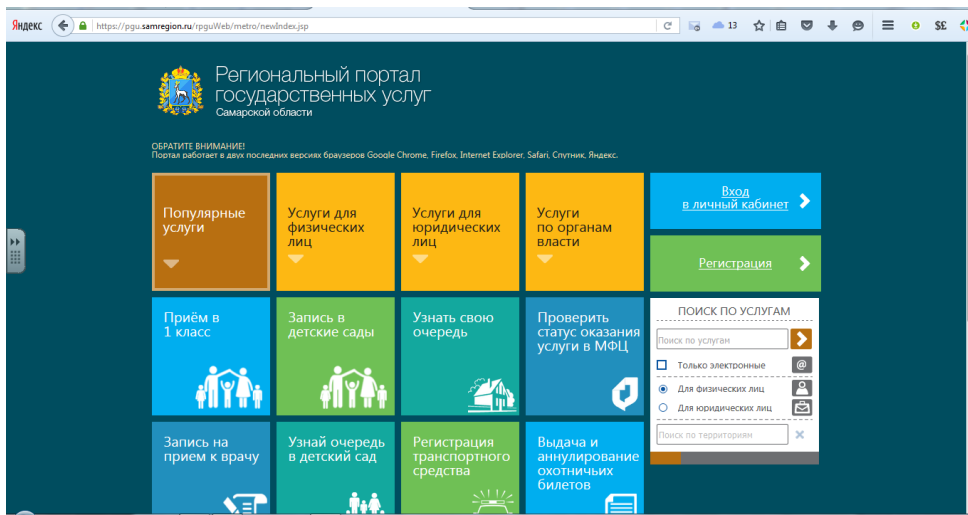 Яндекс
https://pgu.samregion.ru/rpguWeb/metro/newIndex.jsp
13
$£
Региональный портал
государственных услуг
Самарской области
ОБРАТИТЕ ВНИМАНИЕ!
Портал работает в двух последних версиях браузеров Google Chrome, Firefox, Internet Explorer, Safari, Спутник, Яндекс.
Популярные
услуги
Услуги для
физических
лиц
Услуги для
юридических
лиц
Услуги
по органам
власти
Вход
в личный кабинет
Регистрация
Приём в
1 класс
Запись в
детские сады
Узнать свою
очередь
Проверить
статус оказания
услуги в МФЦ
ПОИСК ПО УСЛУГАМ
Поиск по услугам
Только электронные
@
Для физических лиц
Для юридических лиц
Поиск по территориям
Запись на
прием к врачу
Узнай очередь
в детский сад
Регистрация
транспортного
средства
Выдача и
аннулирование
охотничьих
билетов